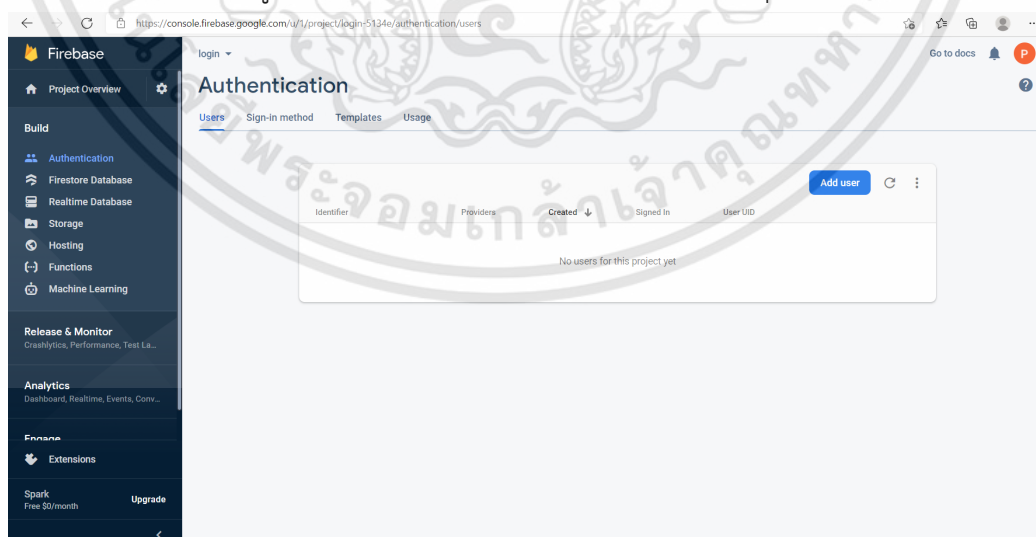 https://console.firebase.google.com/u/1/project/login-5134e/authentication/users
Firebase
login
Go to docs
P
Project Overview
Authentication
Users Sign-in method Templates Usage
Build
Authentication
Firestore Database
Realtime Database
Storage
Hosting
Functions
Machine Learning
Add user
Identifier Providers Created Signed In User UID
No users for this project yet
Release & Monitor
Crashlytics, Performance, Test La...
Analytics
Dashboard, Realtime, Events, Conv...
Engage
Extensions
Spark
Free $0/month
Upgrade